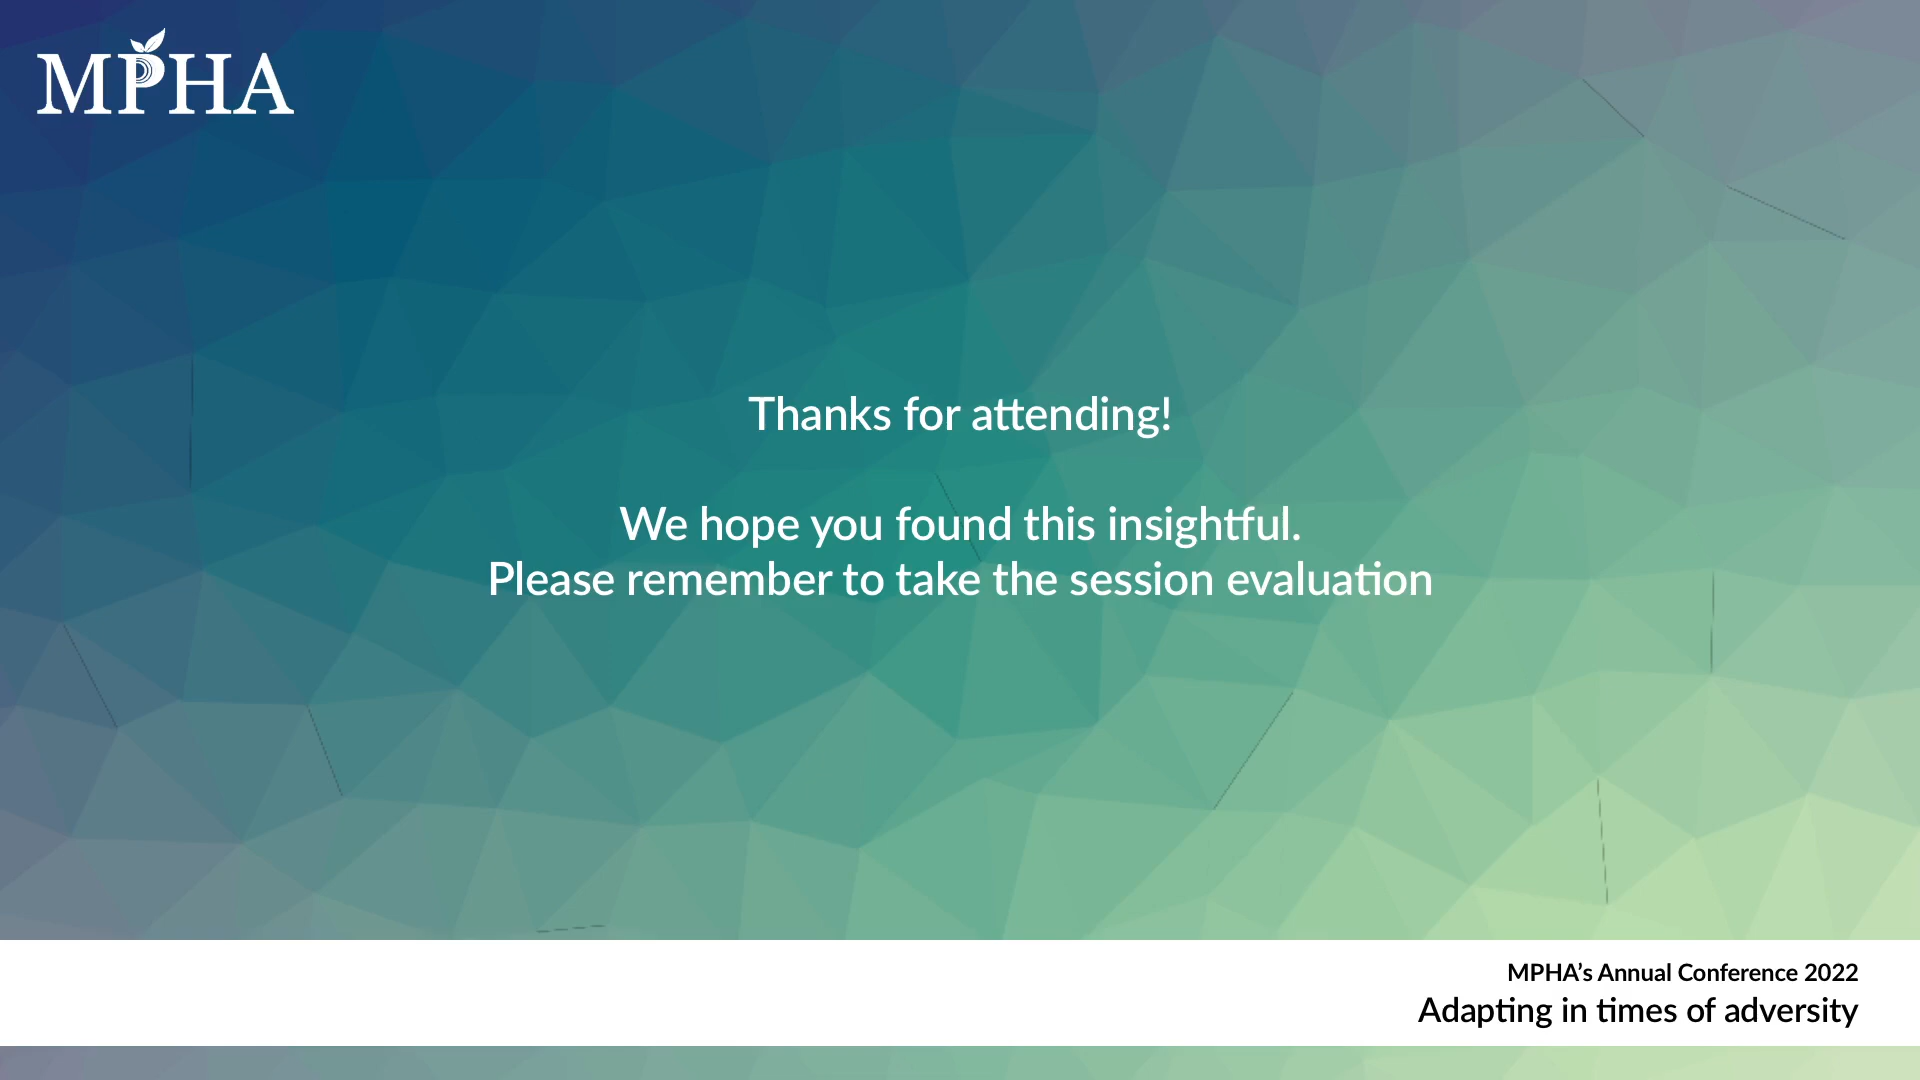 MPHA
Thanks for attending!
We hope you found this insightful.
Please remember to take the session evaluation
MPHA’s Annual Conference 2022
Adapting in times of adversity